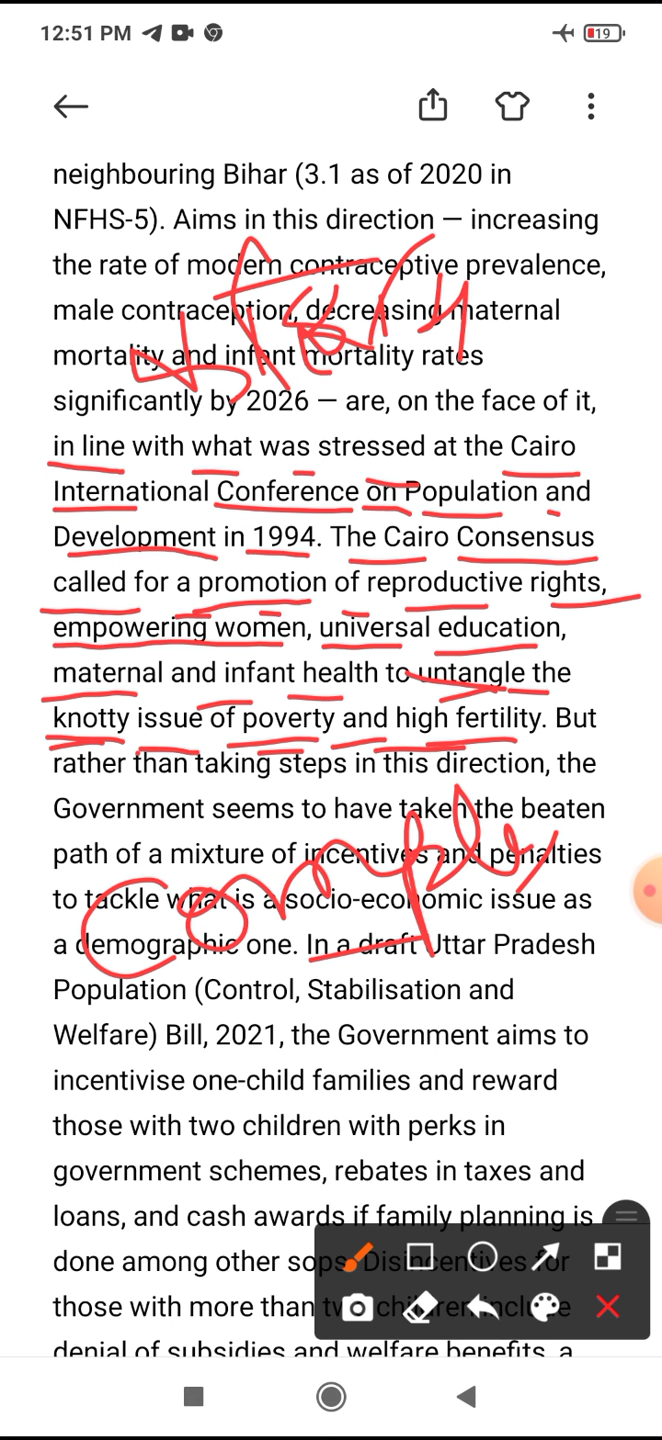 12:51 PM
19
neighbouring Bihar (3.1 as of 2020 in
NFHS-5). Aims in this direction — increasing
the rate of modern contraceptive prevalence,
male contraception, decreasing maternal
mortality and infant mortality rates
significantly by 2026 — are, on the face of it,
in line with what was stressed at the Cairo
International Conference on Population and
Development in 1994. The Cairo Consensus
called for a promotion of reproductive rights,
empowering women, universal education,
maternal and infant health to untangle the
knotty issue of poverty and high fertility. But
rather than taking steps in this direction, the
Government seems to have taken the beaten
path of a mixture of incentives and penalties
to tackle what is a socio-economic issue as
a demographic one. In a draft Uttar Pradesh
Population (Control, Stabilisation and
Welfare) Bill, 2021, the Government aims to
incentivise one-child families and reward
those with two children with perks in
government schemes, rebates in taxes and
loans, and cash awards if family planning is
done among other sops. Disincentives for
those with more than two children include
denial of subsidies and welfare benefits, a